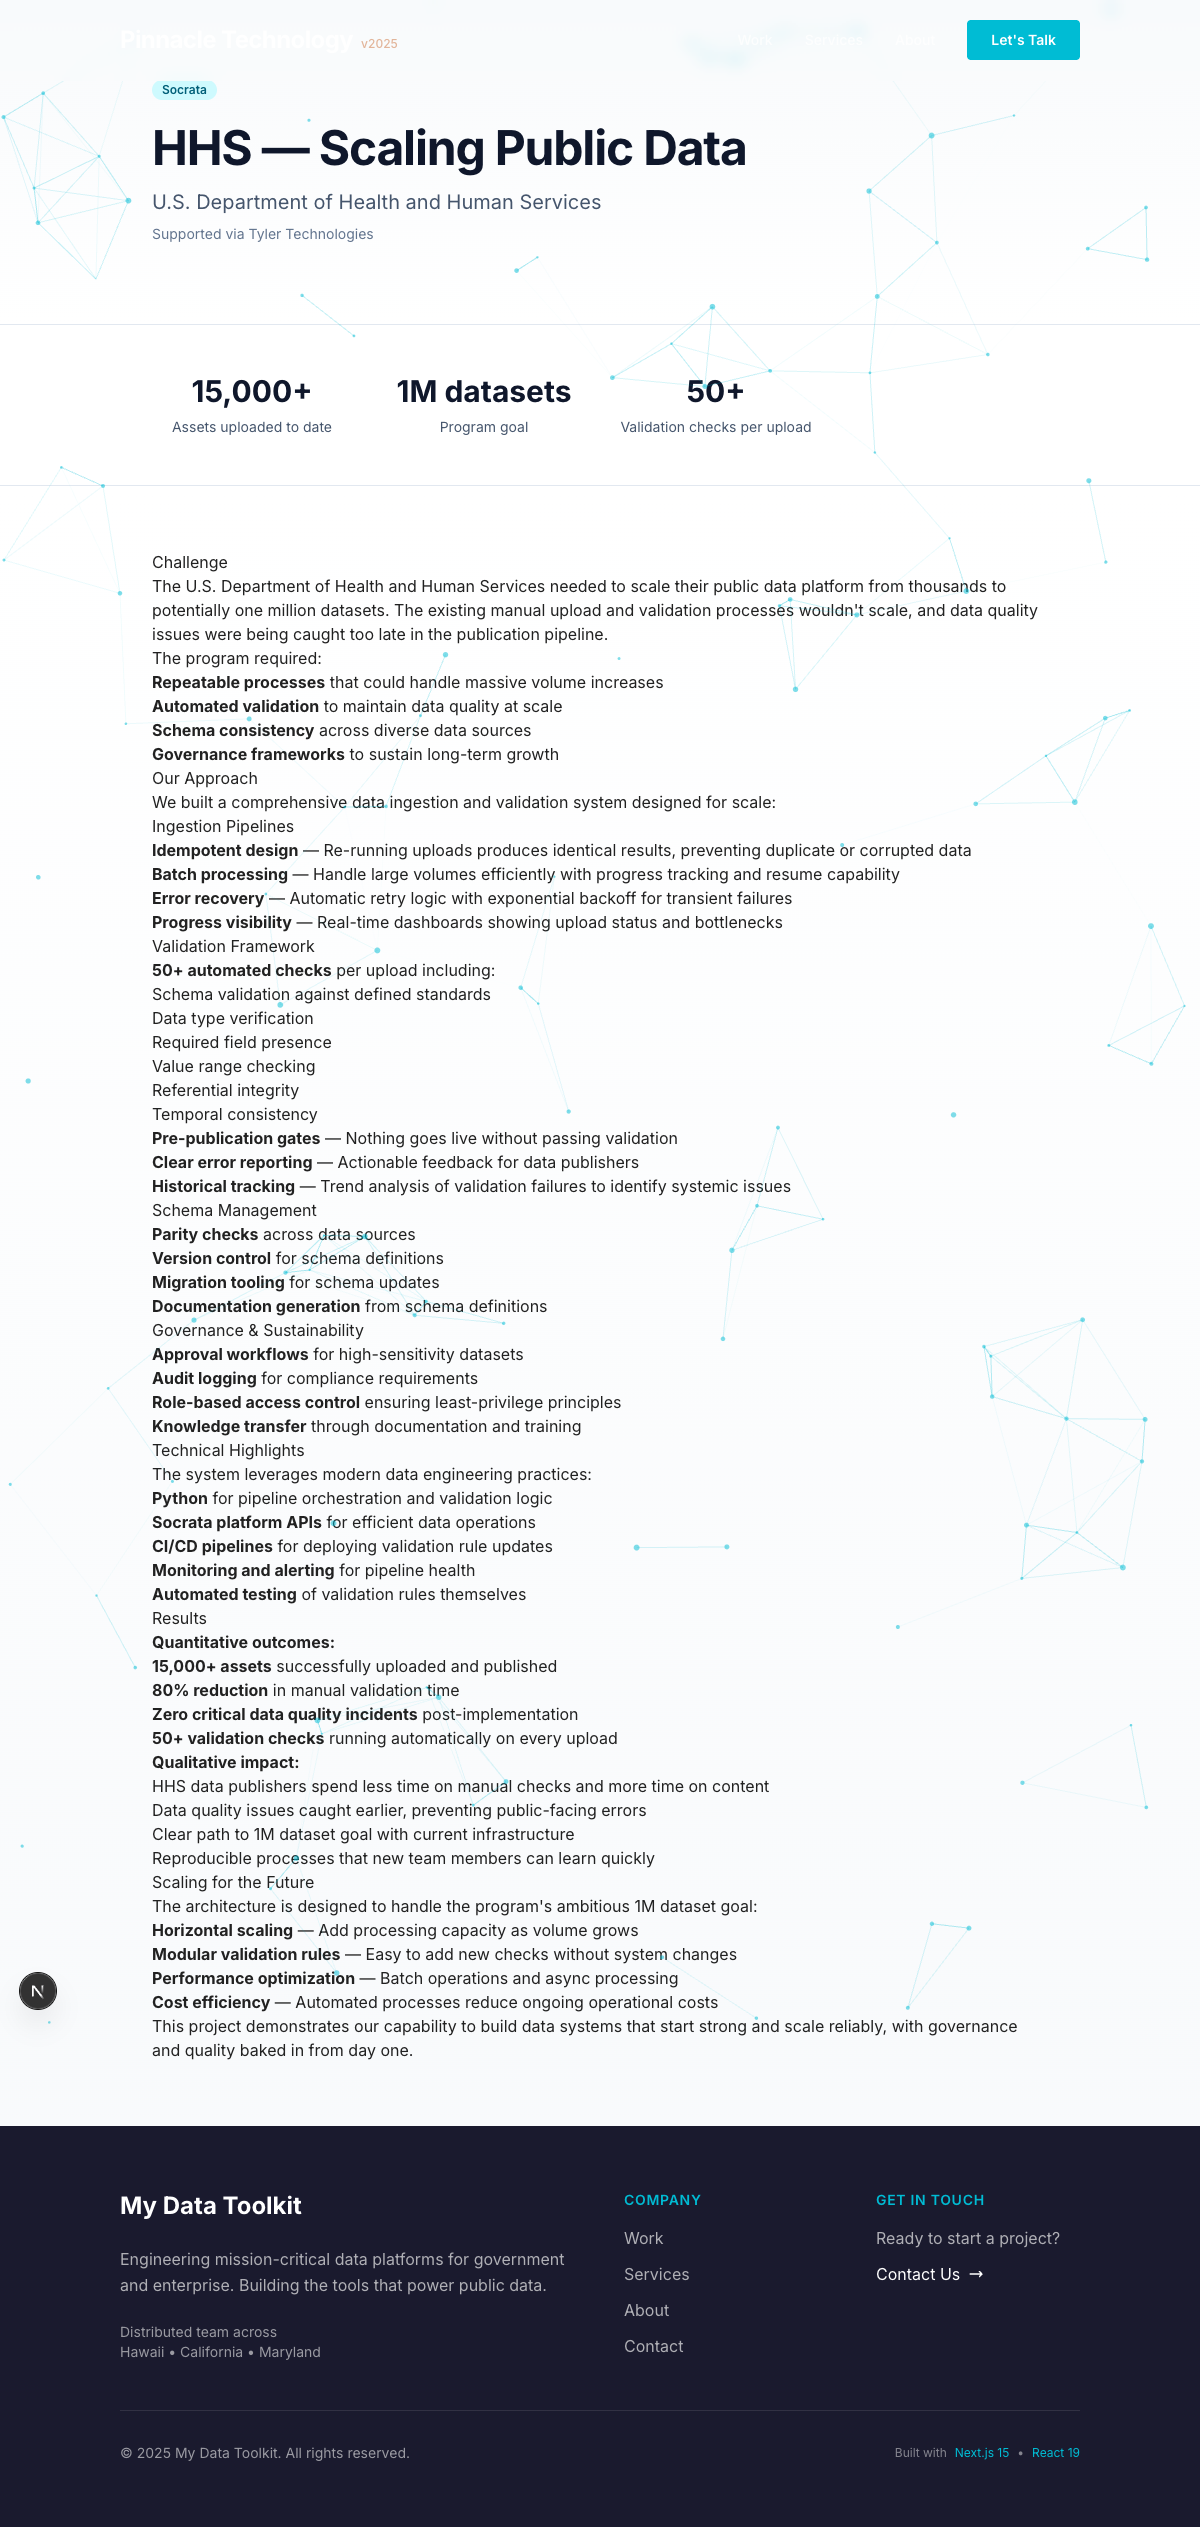 Pinnacle Technology v2025
Work Services About Let's Talk
Socrata
HHS — Scaling Public Data
U.S. Department of Health and Human Services
Supported via Tyler Technologies
15,000+ 1M datasets 50+
Assets uploaded to date Program goal Validation checks per upload
Challenge
The U.S. Department of Health and Human Services needed to scale their public data platform from thousands to
potentially one million datasets. The existing manual upload and validation processes wouldn't scale, and data quality
issues were being caught too late in the publication pipeline.
The program required:
Repeatable processes that could handle massive volume increases
Automated validation to maintain data quality at scale
Schema consistency across diverse data sources
Governance frameworks to sustain long-term growth
Our Approach
We built a comprehensive data ingestion and validation system designed for scale:
Ingestion Pipelines
Idempotent design — Re-running uploads produces identical results, preventing duplicate or corrupted data
Batch processing — Handle large volumes efficiently with progress tracking and resume capability
Error recovery — Automatic retry logic with exponential backoff for transient failures
Progress visibility — Real-time dashboards showing upload status and bottlenecks
Validation Framework
50+ automated checks per upload including:
Schema validation against defined standards
Data type verification
Required field presence
Value range checking
Referential integrity
Temporal consistency
Pre-publication gates — Nothing goes live without passing validation
Clear error reporting — Actionable feedback for data publishers
Historical tracking — Trend analysis of validation failures to identify systemic issues
Schema Management
Parity checks across data sources
Version control for schema definitions
Migration tooling for schema updates
Documentation generation from schema definitions
Governance & Sustainability
Approval workflows for high-sensitivity datasets
Audit logging for compliance requirements
Role-based access control ensuring least-privilege principles
Knowledge transfer through documentation and training
Technical Highlights
The system leverages modern data engineering practices:
Python for pipeline orchestration and validation logic
Socrata platform APIs for efficient data operations
CI/CD pipelines for deploying validation rule updates
Monitoring and alerting for pipeline health
Automated testing of validation rules themselves
Results
Quantitative outcomes:
15,000+ assets successfully uploaded and published
80% reduction in manual validation time
Zero critical data quality incidents post-implementation
50+ validation checks running automatically on every upload
Qualitative impact:
HHS data publishers spend less time on manual checks and more time on content
Data quality issues caught earlier, preventing public-facing errors
Clear path to 1M dataset goal with current infrastructure
Reproducible processes that new team members can learn quickly
Scaling for the Future
The architecture is designed to handle the program's ambitious 1M dataset goal:
Horizontal scaling — Add processing capacity as volume grows
Modular validation rules — Easy to add new checks without system changes
Performance optimization — Batch operations and async processing
Cost efficiency — Automated processes reduce ongoing operational costs
This project demonstrates our capability to build data systems that start strong and scale reliably, with governance
and quality baked in from day one.
My Data Toolkit
Engineering mission-critical data platforms for government
and enterprise. Building the tools that power public data.
Distributed team across
Hawaii • California • Maryland
COMPANY
Work
Services
About
Contact
GET IN TOUCH
Ready to start a project?
Contact Us →
© 2025 My Data Toolkit. All rights reserved.
Built with Next.js 15 • React 19